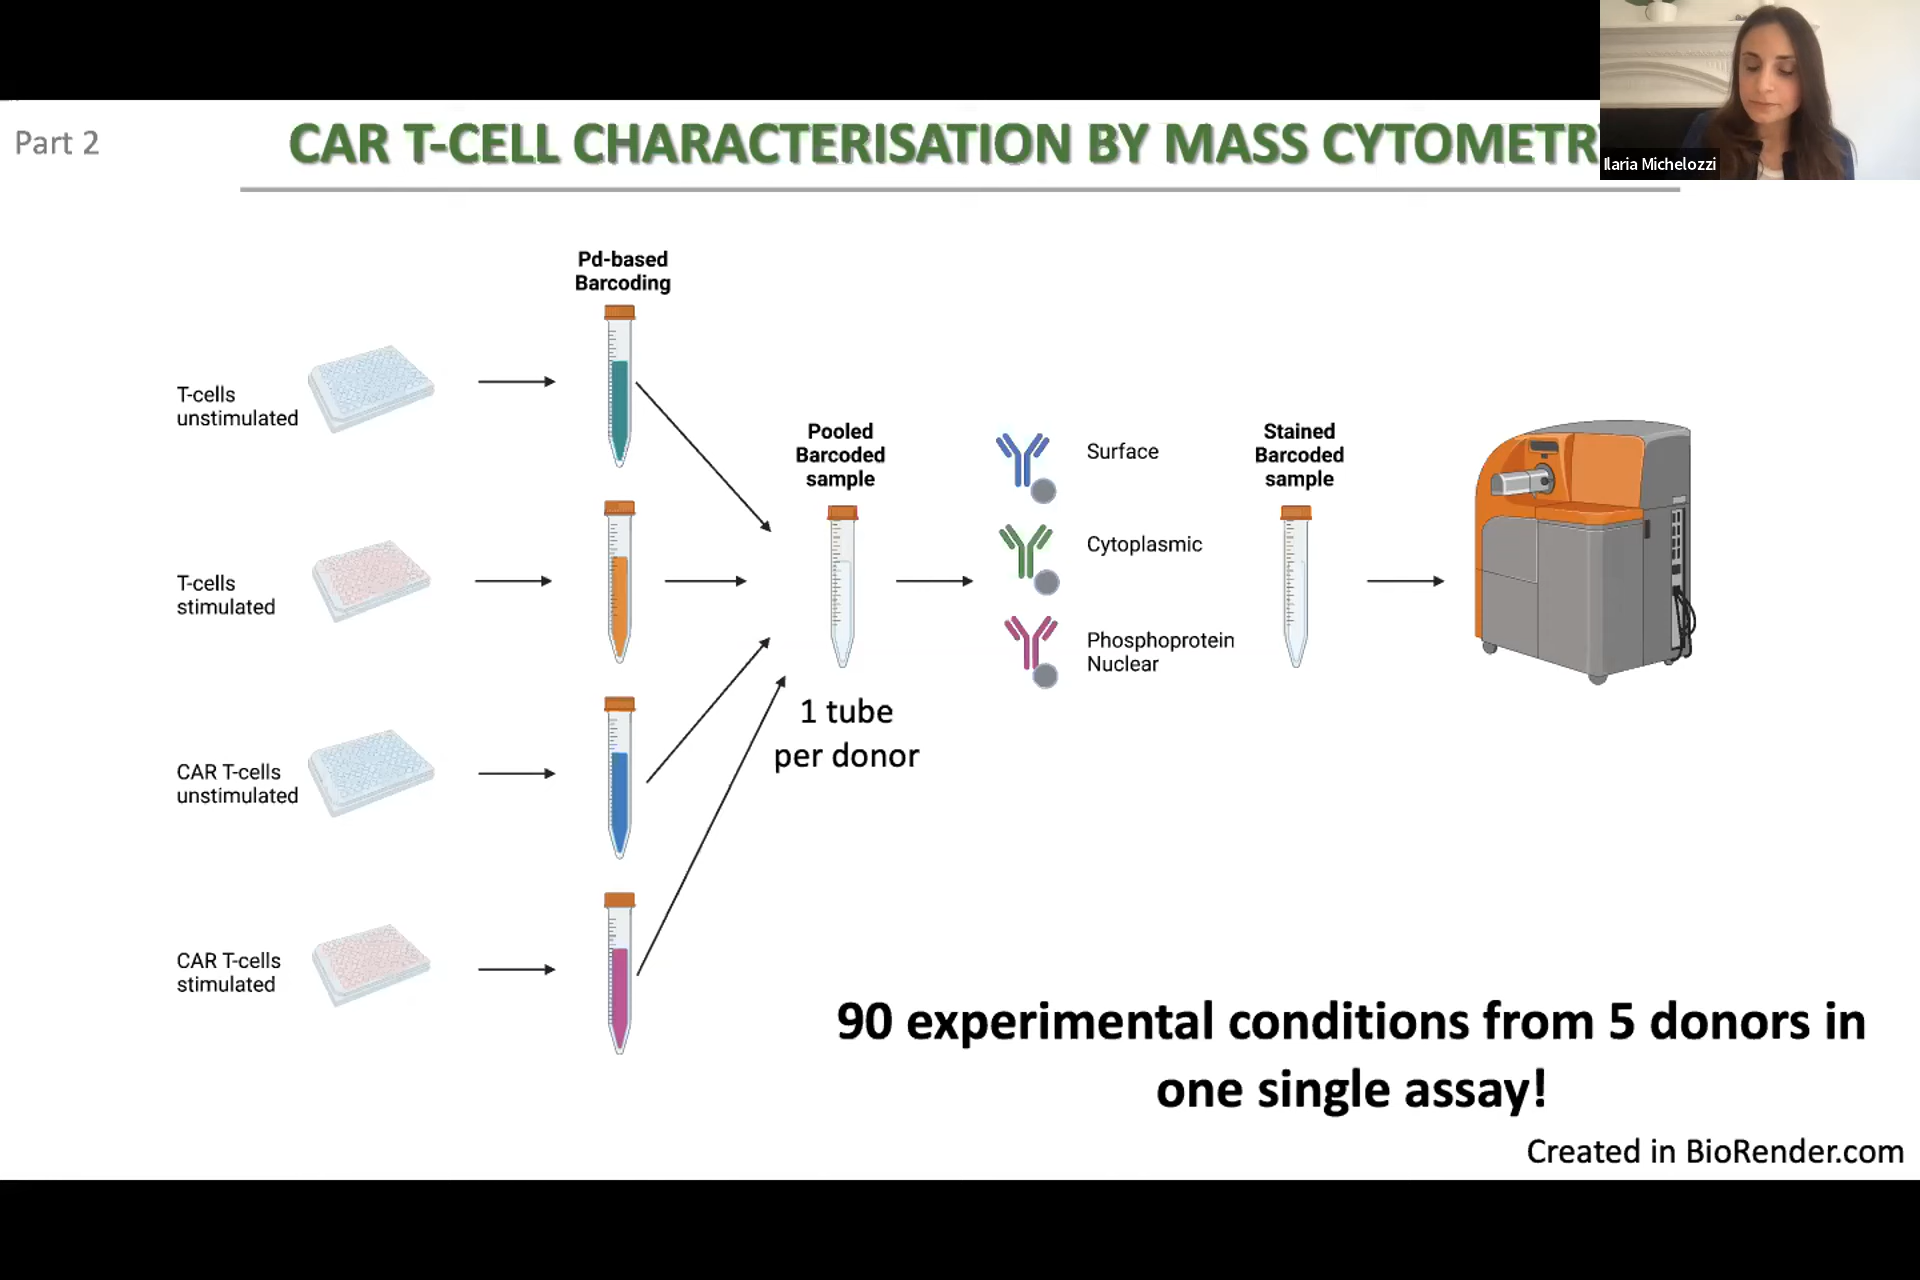 Part 2
CAR T-CELL CHARACTERISATION BY MASS CYTOMETR
Ilaria Michelozzi
Pd-based
Barcoding
T-cells
unstimulated
T-cells
stimulated
CAR T-cells
unstimulated
CAR T-cells
stimulated
Pooled
Barcoded
sample
1 tube
per donor
Surface
Cytoplasmic
Phosphoprotein
Nuclear
Stained
Barcoded
sample
90 experimental conditions from 5 donors in
one single assay!
Created in BioRender.com